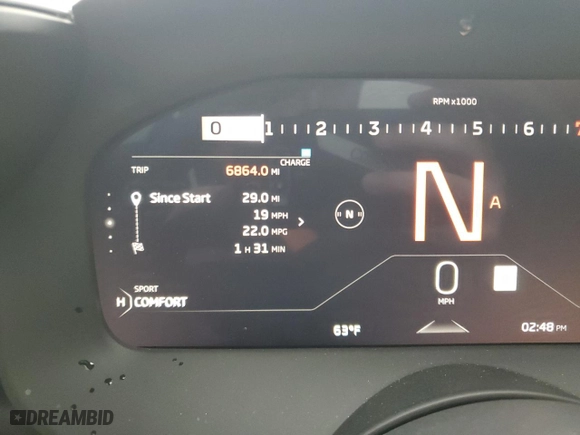 RPM x1000
0 1 2 3 4 5 6 7
CHARGE
TRIP 6864.0 MI
Since Start 29.0 MI
19 MPH
22.0 MPG
1 H 31 MIN
N
N A
SPORT
H COMFORT
0
MPH
63°F
02:48 PM
DREAMBID